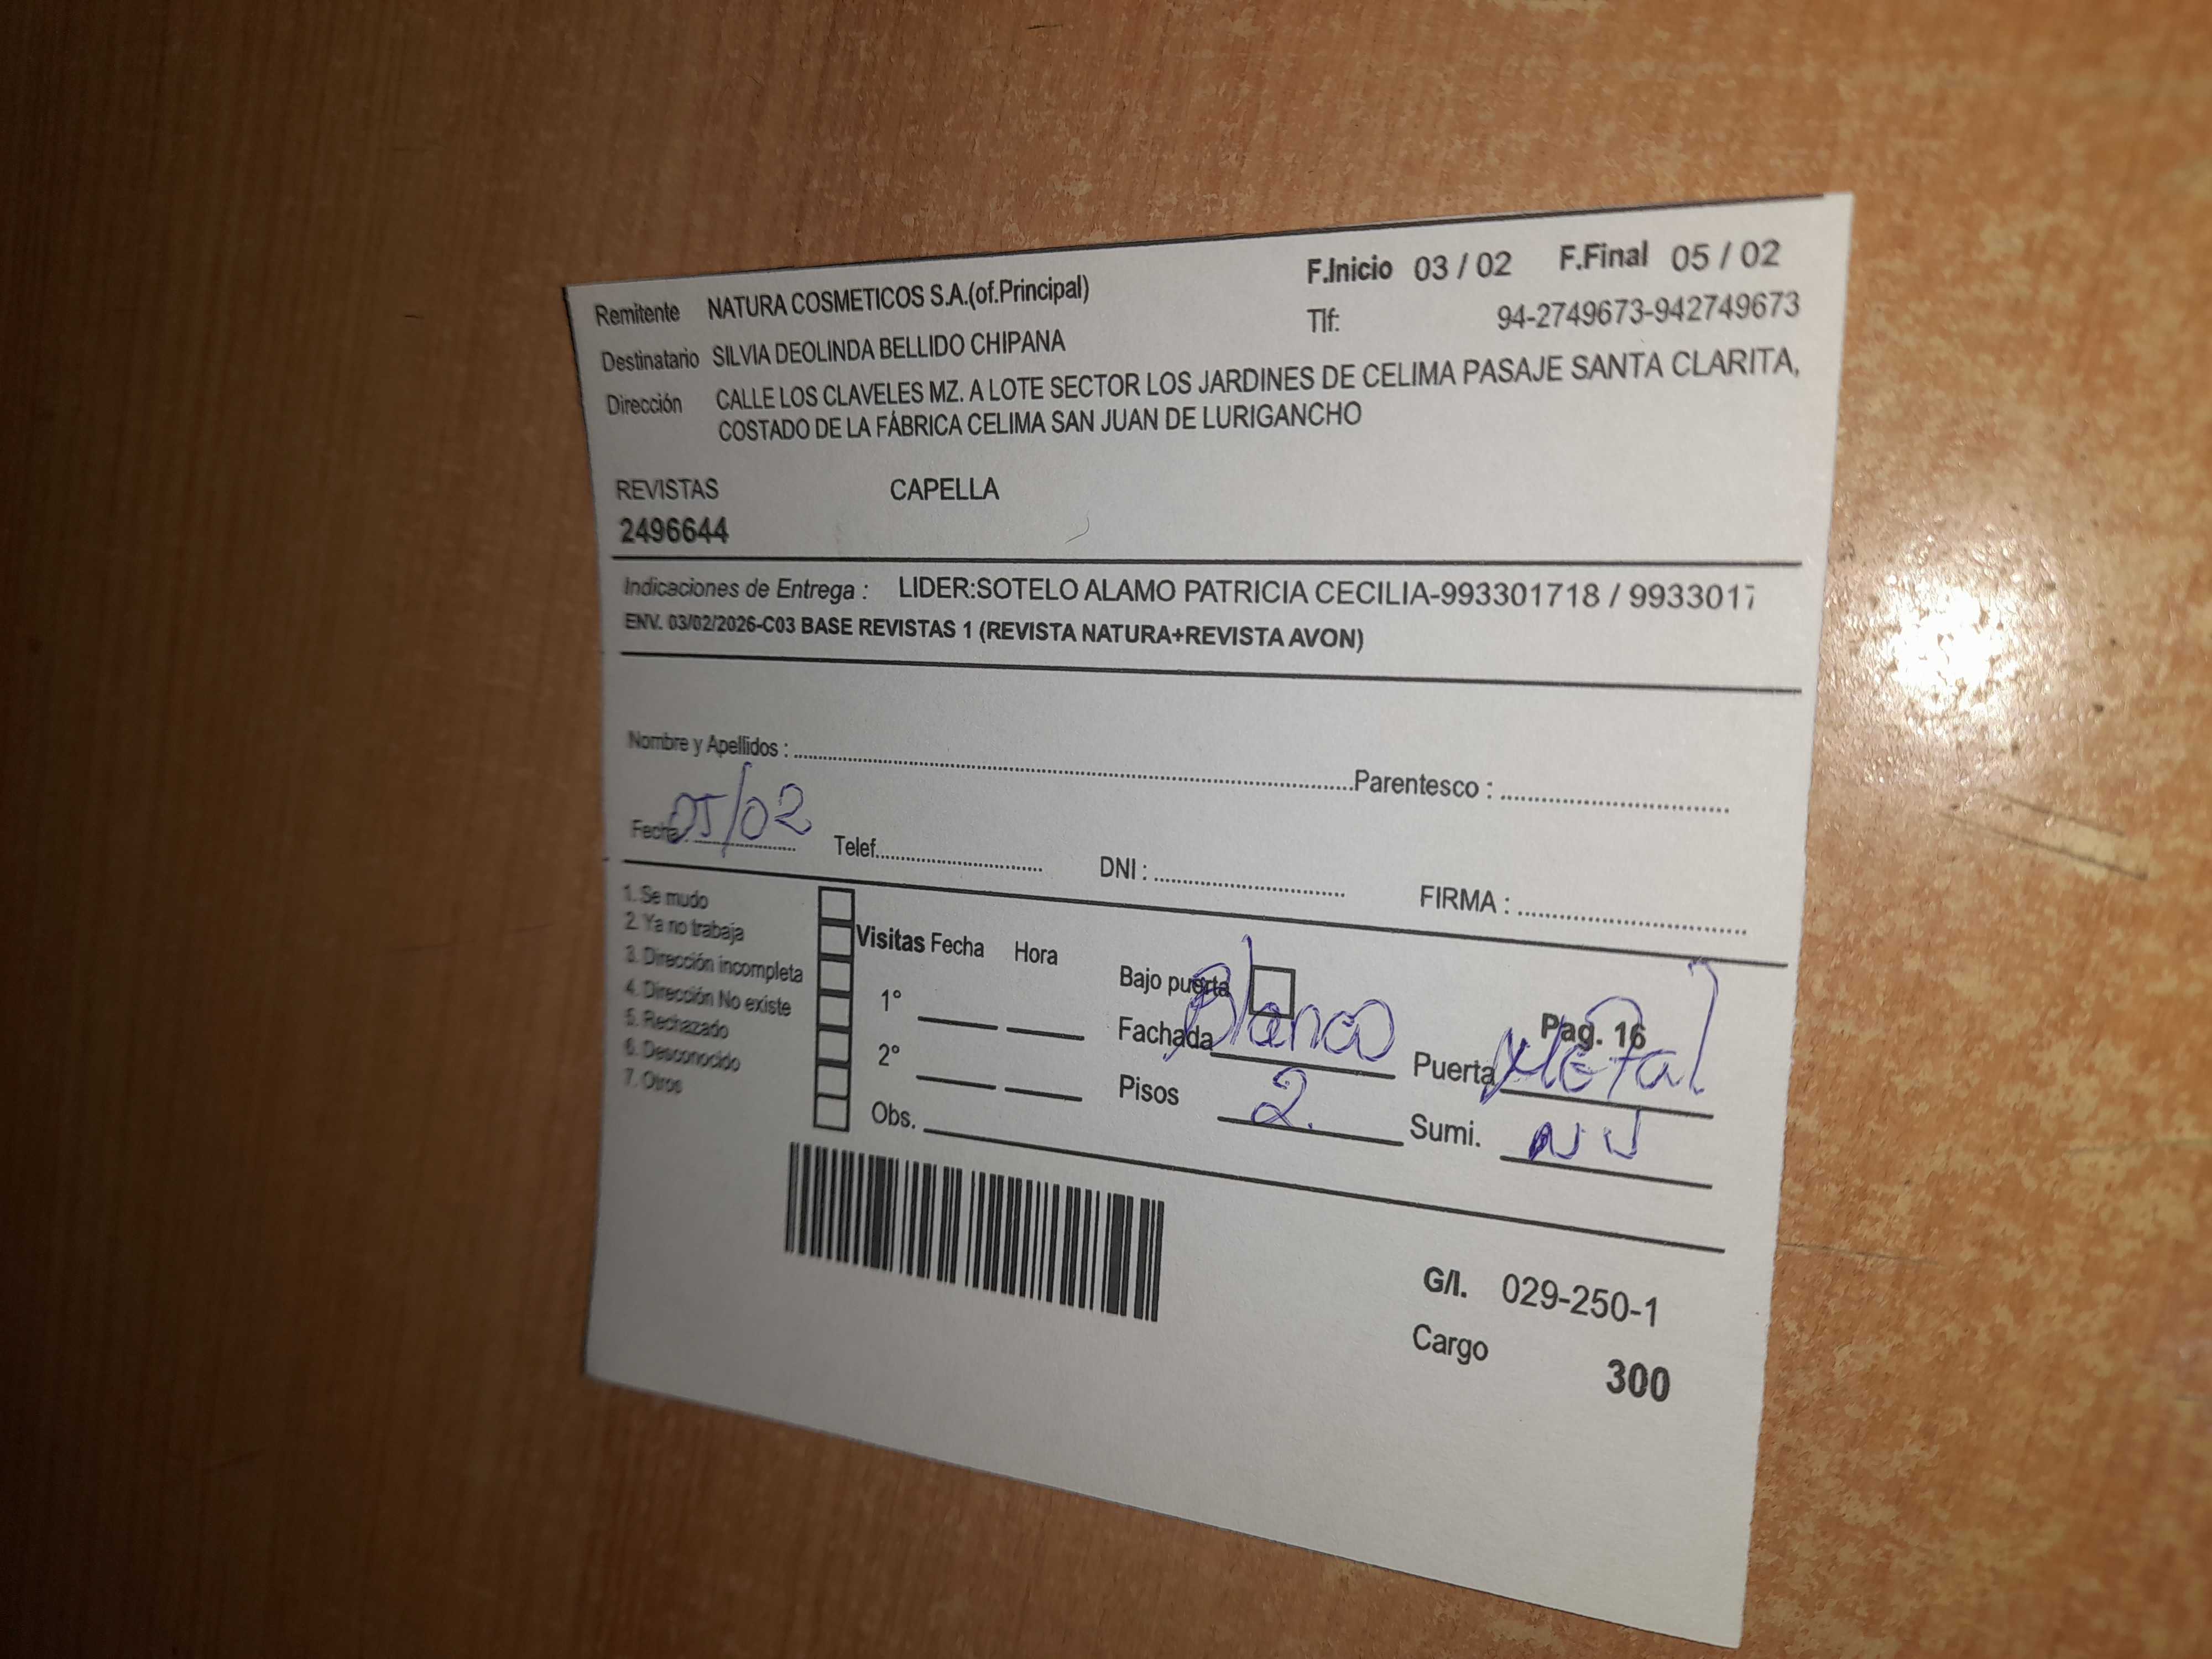 Remitente NATURA COSMETICOS S.A.(of.Principal) F.Inicio 03 / 02 F.Final 05 / 02
Destinatario SILVIA DEOLINDA BELLIDO CHIPANA Tlf: 94-2749673-942749673
Dirección CALLE LOS CLAVELES MZ. A LOTE SECTOR LOS JARDINES DE CELIMA PASAJE SANTA CLARITA,
COSTADO DE LA FÁBRICA CELIMA SAN JUAN DE LURIGANCHO
REVISTAS CAPELLA
2496644
Indicaciones de Entrega : LIDER:SOTELO ALAMO PATRICIA CECILIA-993301718 / 9933017
ENV. 03/02/2026-C03 BASE REVISTAS 1 (REVISTA NATURA+REVISTA AVON)
Nombre y Apellidos : Parentesco :
Fecha 05/02 Telef. DNI : FIRMA :
1. Se mudo
2. Ya no trabaja Visitas Fecha Hora
3. Dirección incompleta Bajo puerta
4. Dirección No existe 1° Fachada Blanco Pag. 16
5. Rechazado Puerta Metal
6. Desconocido 2° Pisos 2.
7. Otros Obs. Sumi.
G/I. 029-250-1
Cargo 300